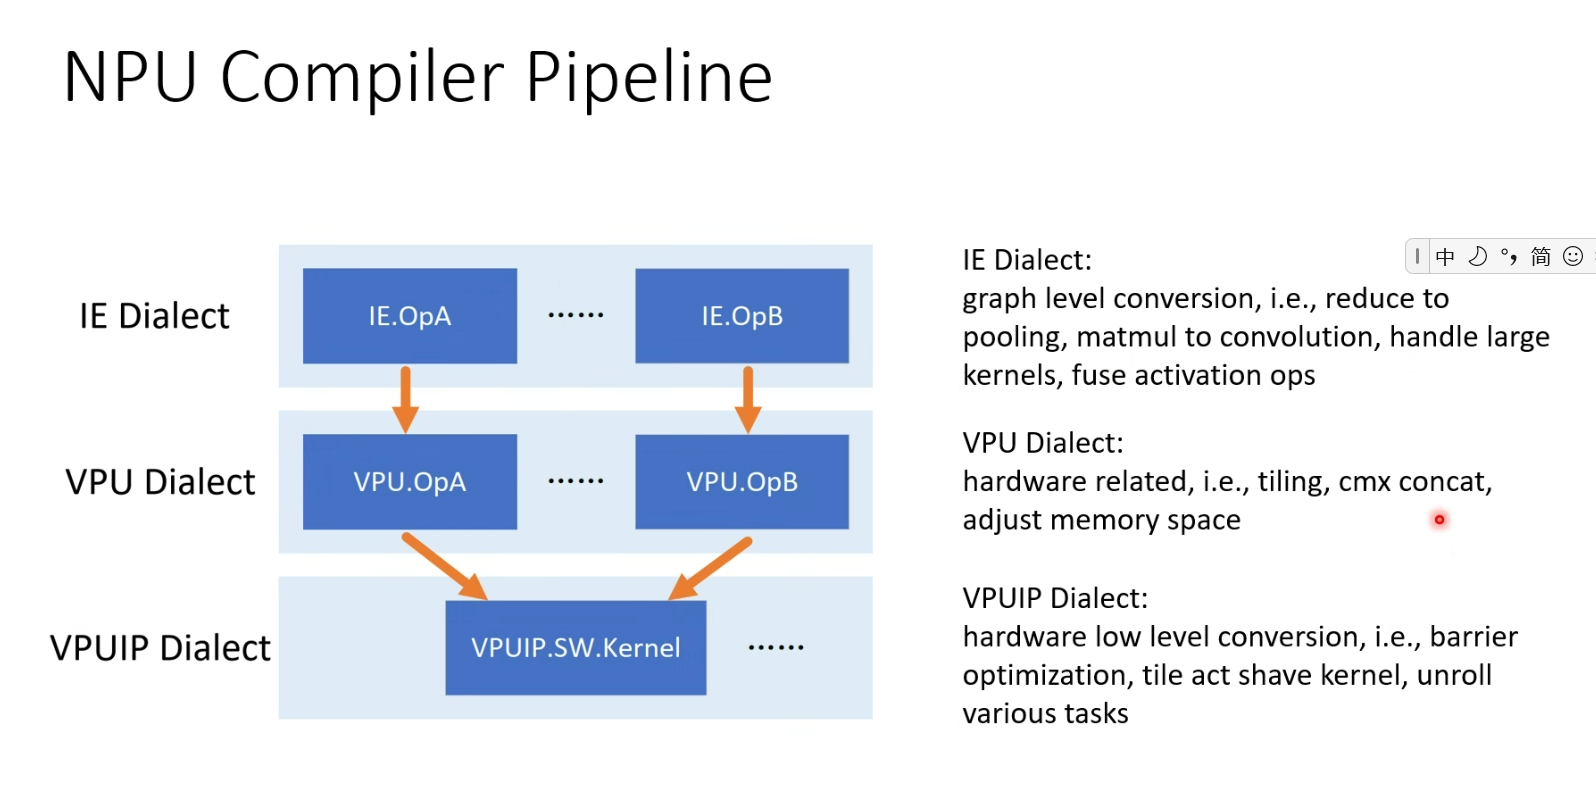 NPU Compiler Pipeline
IE Dialect
IE.OpA
......
IE.OpB
VPU Dialect
VPU.OpA
......
VPU.OpB
VPUIP Dialect
VPUIP.SW.Kernel
......
IE Dialect:
graph level conversion, i.e., reduce to
pooling, matmul to convolution, handle large
kernels, fuse activation ops
VPU Dialect:
hardware related, i.e., tiling, cmx concat,
adjust memory space
VPUIP Dialect:
hardware low level conversion, i.e., barrier
optimization, tile act shave kernel, unroll
various tasks
中 简